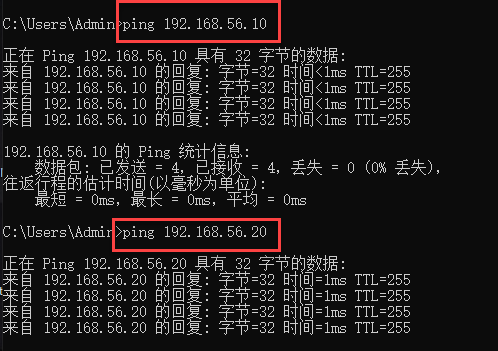 C:\Users\Admin>ping 192.168.56.10
正在 Ping 192.168.56.10 具有 32 字节的数据:
来自 192.168.56.10 的回复: 字节=32 时间<1ms TTL=255
来自 192.168.56.10 的回复: 字节=32 时间<1ms TTL=255
来自 192.168.56.10 的回复: 字节=32 时间<1ms TTL=255
来自 192.168.56.10 的回复: 字节=32 时间<1ms TTL=255
192.168.56.10 的 Ping 统计信息:
数据包: 已发送 = 4, 已接收 = 4, 丢失 = 0 (0% 丢失),
往返行程的估计时间(以毫秒为单位):
最短 = 0ms, 最长 = 0ms, 平均 = 0ms
C:\Users\Admin>ping 192.168.56.20
正在 Ping 192.168.56.20 具有 32 字节的数据:
来自 192.168.56.20 的回复: 字节=32 时间=1ms TTL=255
来自 192.168.56.20 的回复: 字节=32 时间=1ms TTL=255
来自 192.168.56.20 的回复: 字节=32 时间=1ms TTL=255
来自 192.168.56.20 的回复: 字节=32 时间=1ms TTL=255